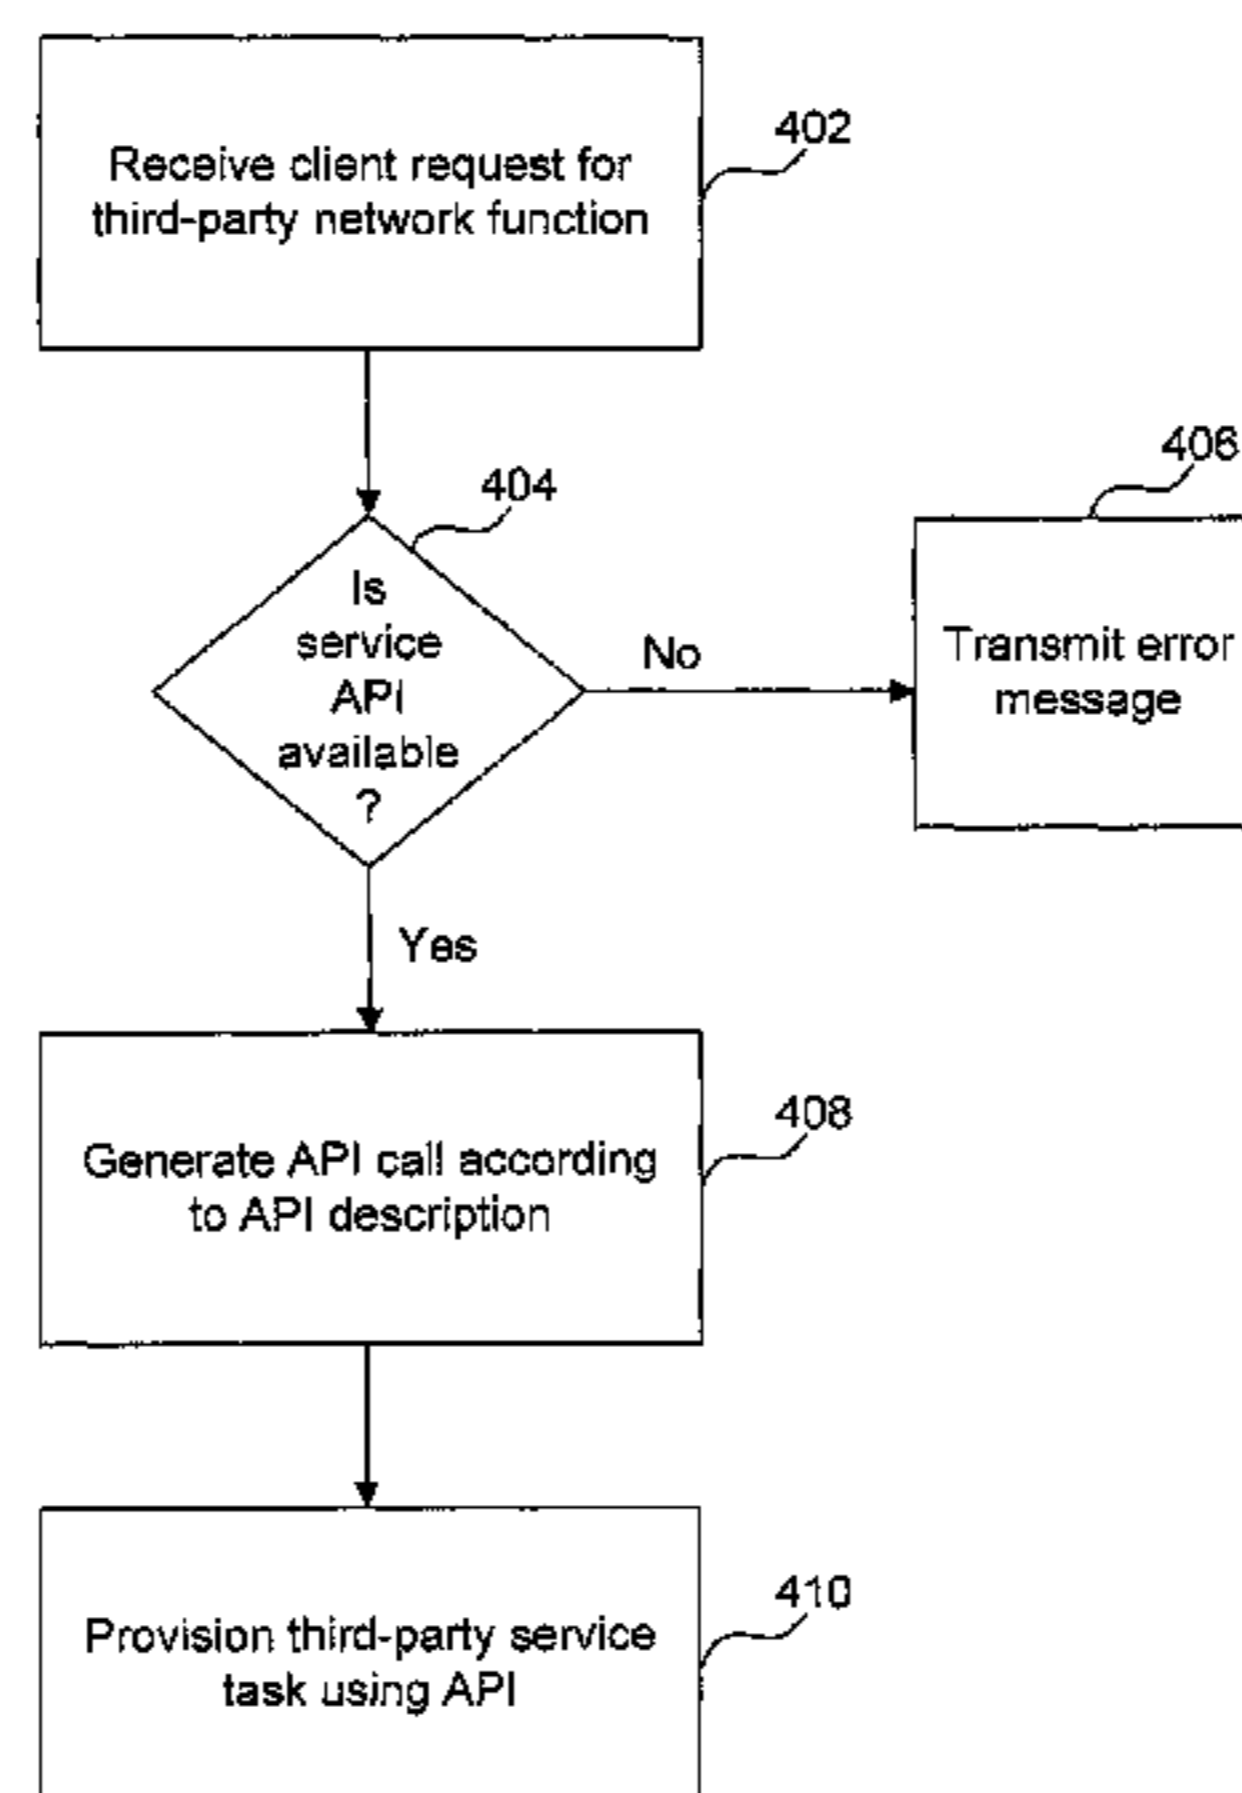 Receive client request for
third-party network function
402
404
Is
service
API
available
?
No
406
Transmit error
message
Yes
Generate API call according
to API description
408
Provision third-party service
task using API
410